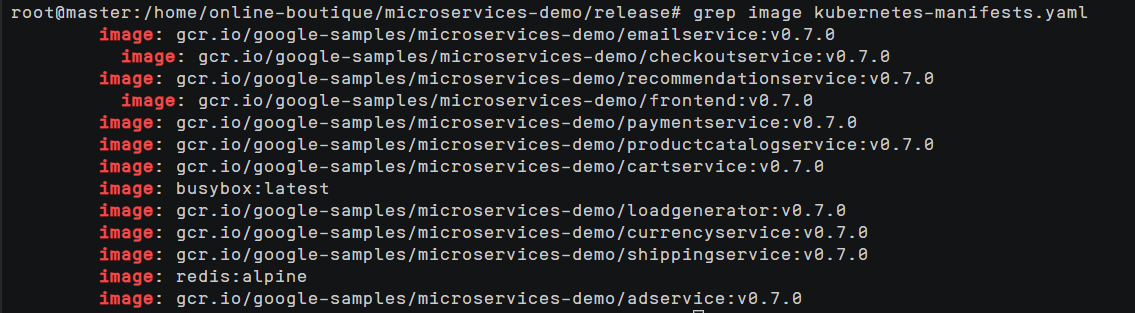 root@master:/home/online-boutique/microservices-demo/release# grep image kubernetes-manifests.yaml
image: gcr.io/google-samples/microservices-demo/emailservice:v0.7.0
image: gcr.io/google-samples/microservices-demo/checkoutservice:v0.7.0
image: gcr.io/google-samples/microservices-demo/recommendationservice:v0.7.0
image: gcr.io/google-samples/microservices-demo/frontend:v0.7.0
image: gcr.io/google-samples/microservices-demo/paymentservice:v0.7.0
image: gcr.io/google-samples/microservices-demo/productcatalogservice:v0.7.0
image: gcr.io/google-samples/microservices-demo/cartservice:v0.7.0
image: busybox:latest
image: gcr.io/google-samples/microservices-demo/loadgenerator:v0.7.0
image: gcr.io/google-samples/microservices-demo/currencyservice:v0.7.0
image: gcr.io/google-samples/microservices-demo/shippingservice:v0.7.0
image: redis:alpine
image: gcr.io/google-samples/microservices-demo/adservice:v0.7.0